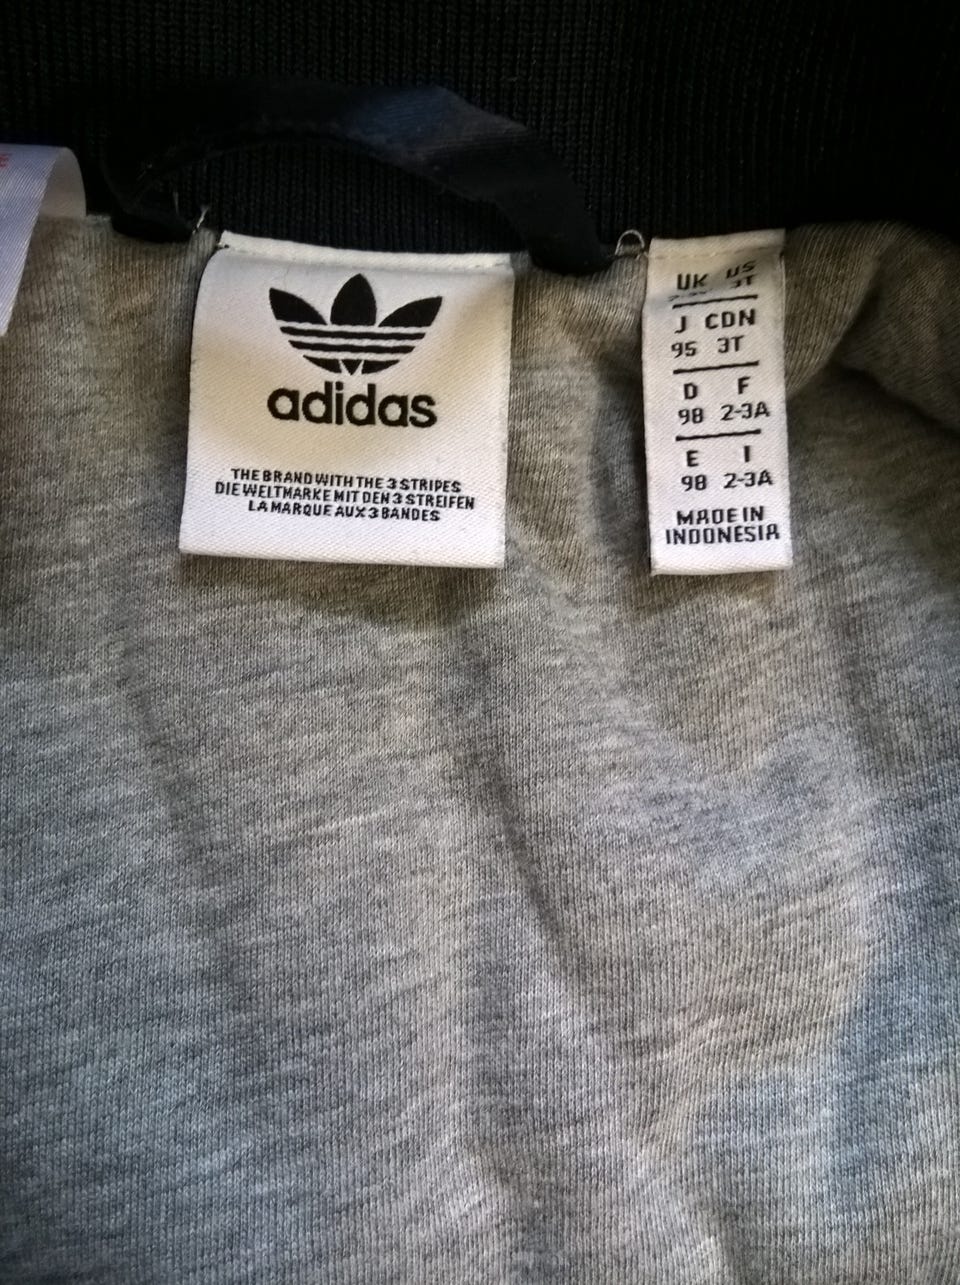 adidas
THE BRAND WITH THE 3 STRIPES
DIE WELTMARKE MIT DEN 3 STREIFEN
LA MARQUE AUX 3 BANDES
UK US
3T
J CDN
95 3T
D F
98 2-3A
E I
98 2-3A
MADE IN
INDONESIA